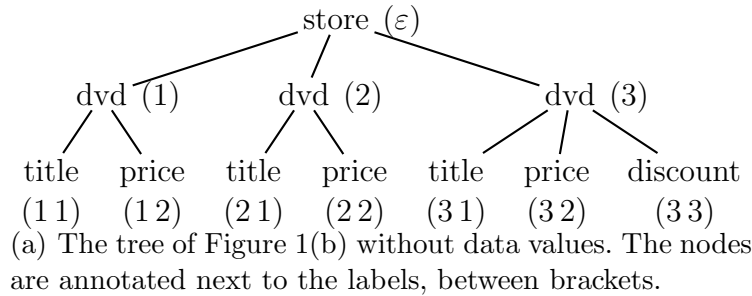 store (ε)
dvd (1) dvd (2) dvd (3)
title price title price title price discount
(1 1) (1 2) (2 1) (2 2) (3 1) (3 2) (3 3)
(a) The tree of Figure 1(b) without data values. The nodes
are annotated next to the labels, between brackets.